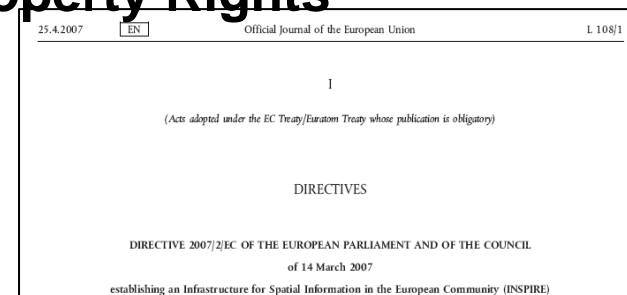 operty Rights
25.4.2007 EN Official Journal of the European Union L 108/1
I
(Acts adopted under the EC Treaty/Euratom Treaty whose publication is obligatory)
DIRECTIVES
DIRECTIVE 2007/2/EC OF THE EUROPEAN PARLIAMENT AND OF THE COUNCIL
of 14 March 2007
establishing an Infrastructure for Spatial Information in the European Community (INSPIRE)